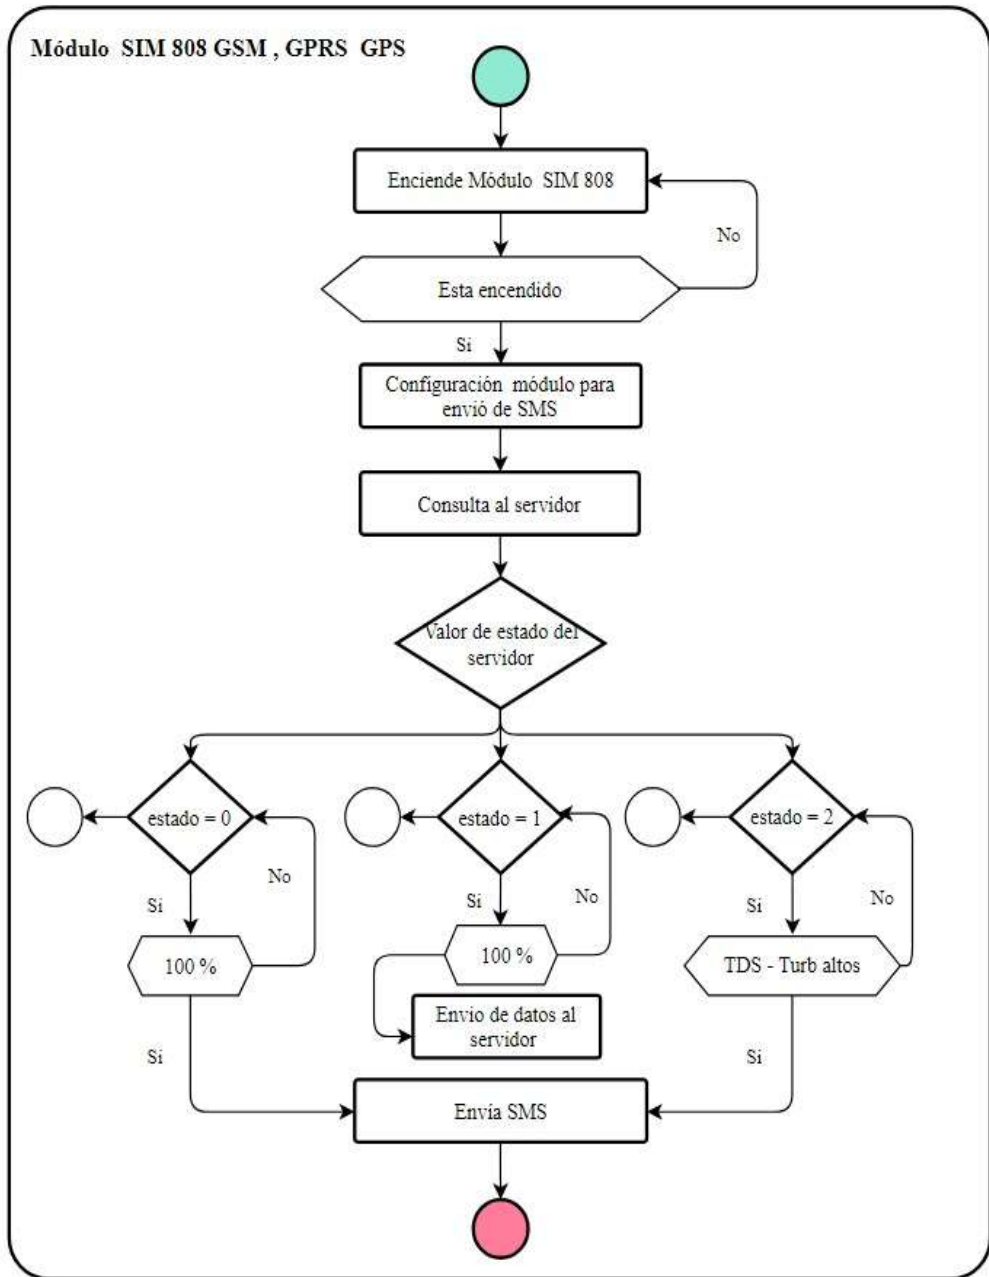 Módulo SIM 808 GSM , GPRS GPS
Enciende Módulo SIM 808
No
Esta encendido
Si
Confíguración módulo para
envió de SMS
Consulta al servidor
Valor de estado del
servidor
estado = 0
estado = 1
estado = 2
No
No
No
Si
Si
Si
100 %
100 %
TDS - Turb altos
Envio de datos al
servidor
Si
Si
Envía SMS